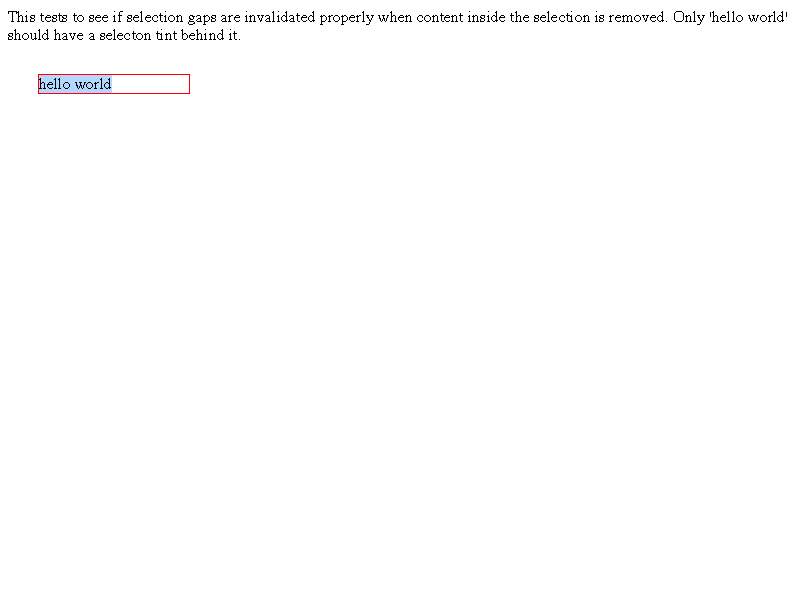 This tests to see if selection gaps are invalidated properly when content inside the selection is removed. Only 'hello world'
should have a selecton tint behind it.
hello world